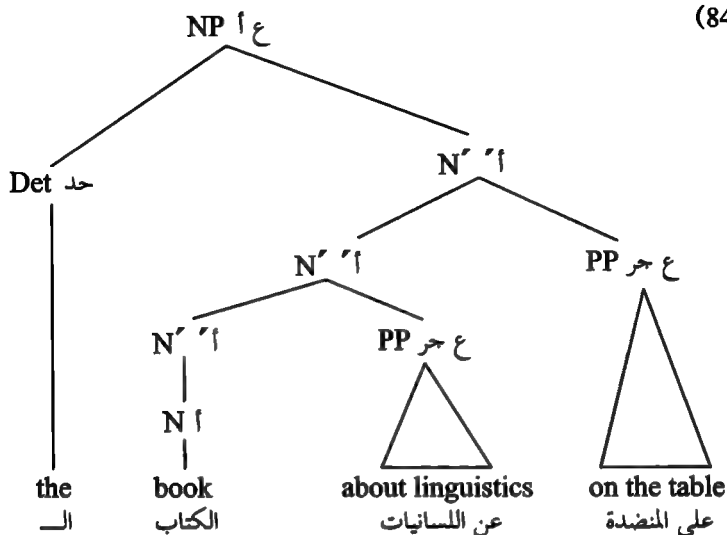 (84
NP ع أ
Det حد
N′ أ′
N′ أ′
PP ع جر
N′ أ′
PP ع جر
N أ
the book about linguistics on the table
الـ الكتاب عن اللسانيات على المنضدة